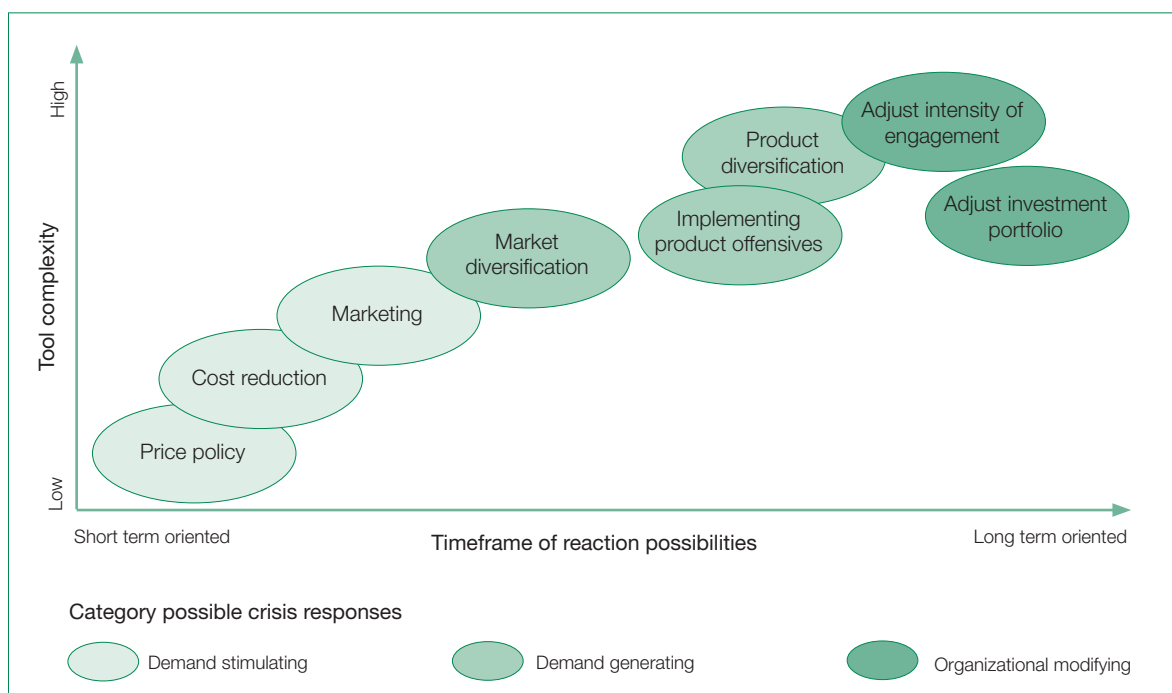 High
Tool complexity
Low
Adjust intensity of
engagement
Product
diversification
Adjust investment
portfolio
Implementing
product offensives
Market
diversification
Marketing
Cost reduction
Price policy
Short term oriented
Timeframe of reaction possibilities
Long term oriented
Category possible crisis responses
Demand stimulating
Demand generating
Organizational modifying